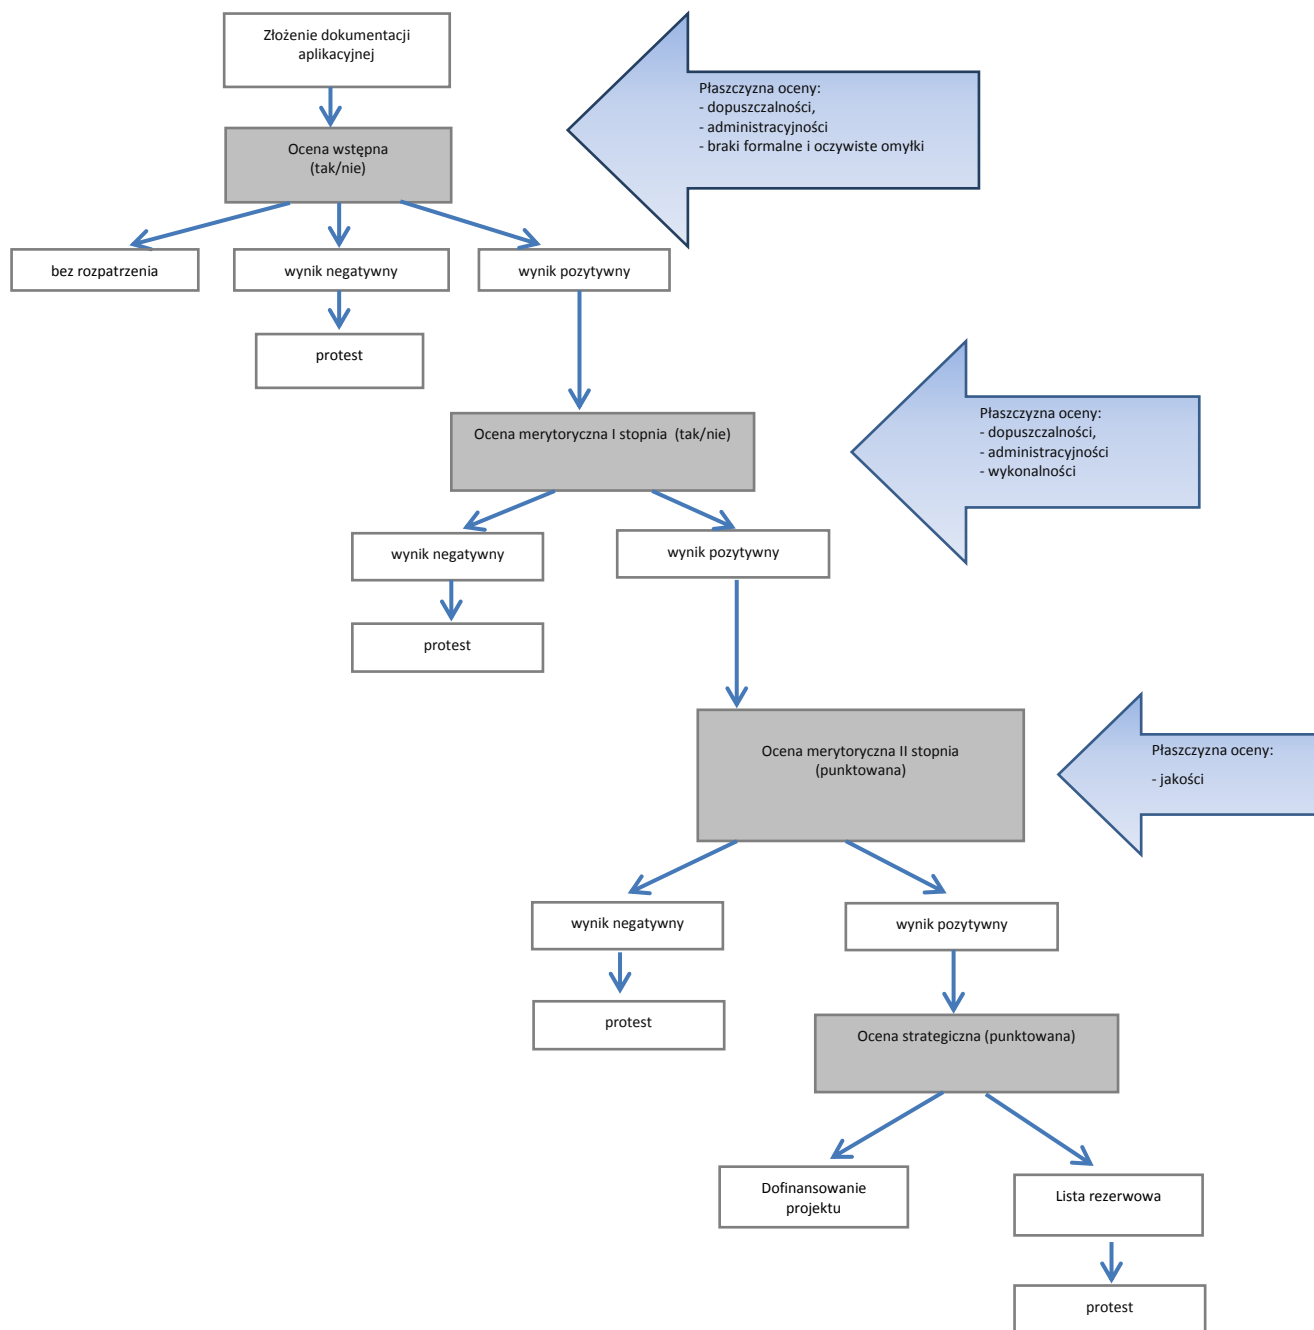 Złożenie dokumentacji
aplikacyjnej
Płaszczyzna oceny:
- dopuszczalności,
- administracyjności
- braki formalne i oczywiste omyłki
Ocena wstępna
(tak/nie)
bez rozpatrzenia
wynik negatywny
wynik pozytywny
protest
Płaszczyzna oceny:
- dopuszczalności,
- administracyjności
- wykonalności
Ocena merytoryczna I stopnia (tak/nie)
wynik negatywny
wynik pozytywny
protest
Ocena merytoryczna II stopnia
(punktowana)
Płaszczyzna oceny:
- jakości
wynik negatywny
wynik pozytywny
protest
Ocena strategiczna (punktowana)
Dofinansowanie
projektu
Lista rezerwowa
protest